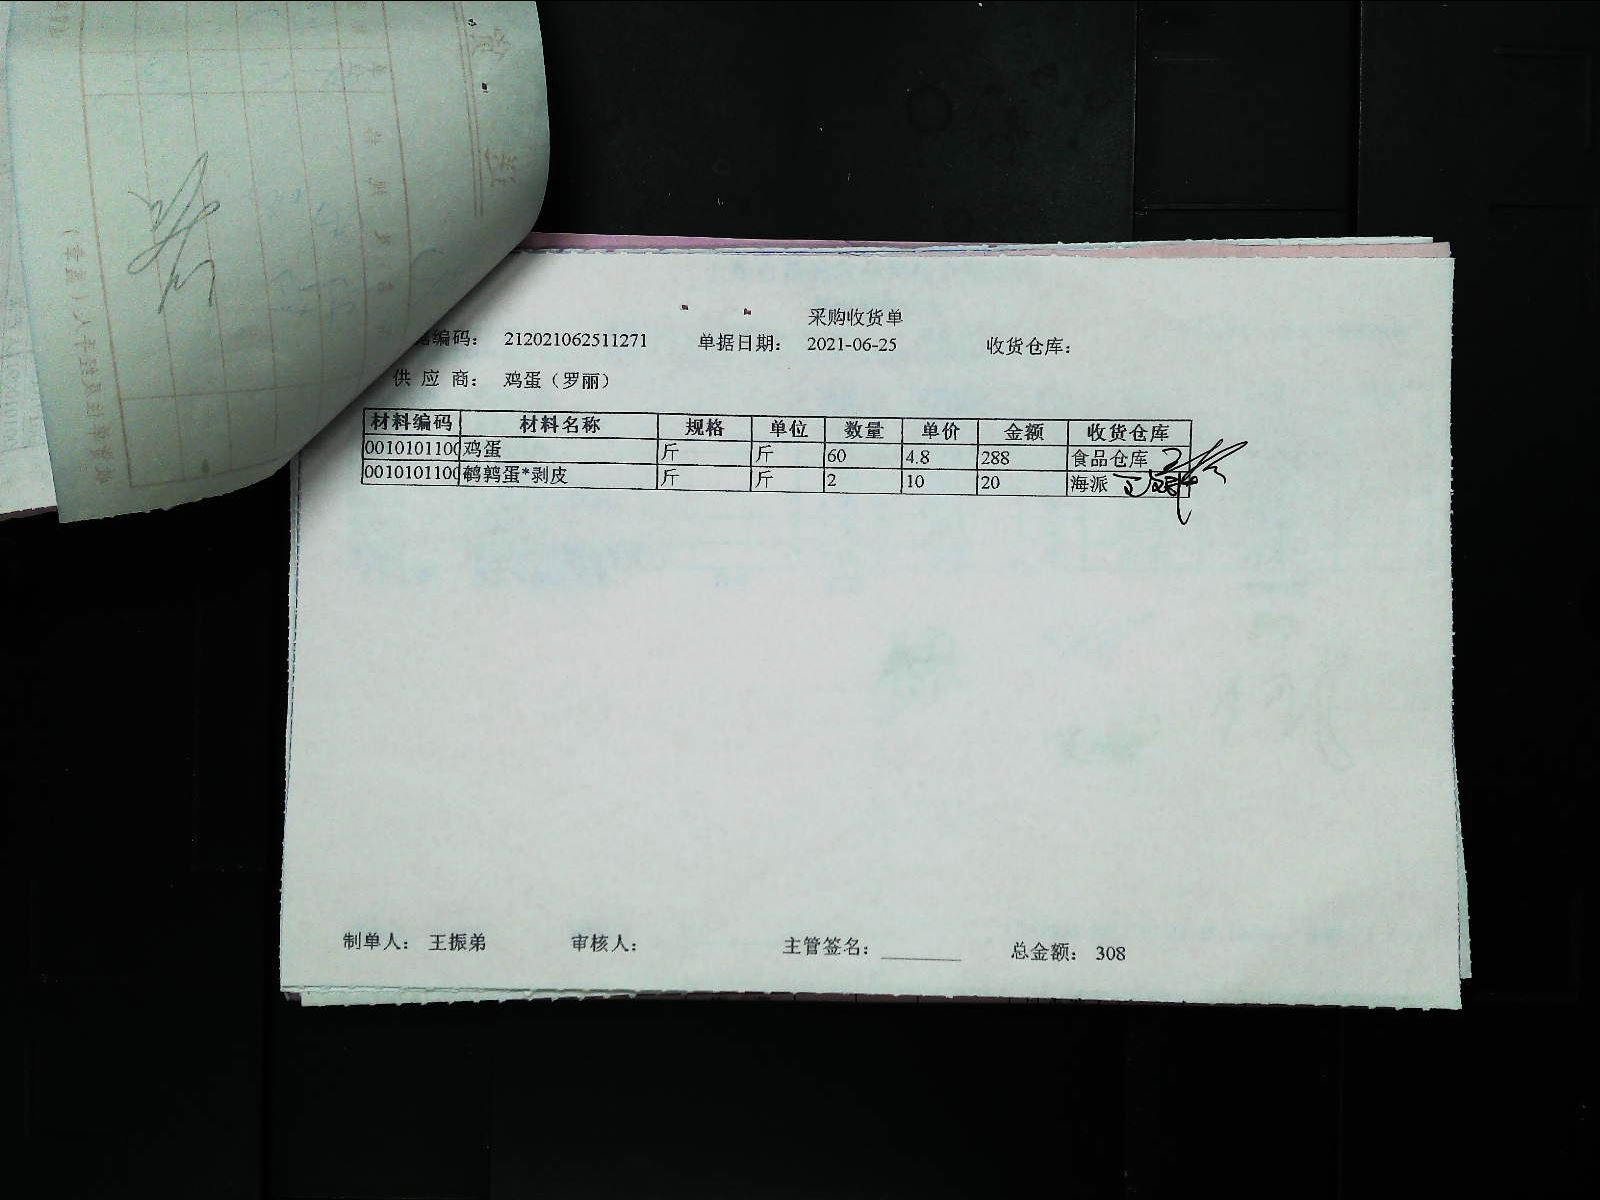 采购收货单
编码： 212021062511271 单据日期： 2021-06-25 收货仓库：
供 应 商： 鸡蛋（罗丽）
材料编码 材料名称 规格 单位 数量 单价 金额 收货仓库
0010101100 鸡蛋 斤 斤 60 4.8 288 食品仓库
0010101100 鹌鹑蛋*剥皮 斤 斤 2 10 20 海派
制单人： 王振弟 审核人： 主管签名： 总金额： 308